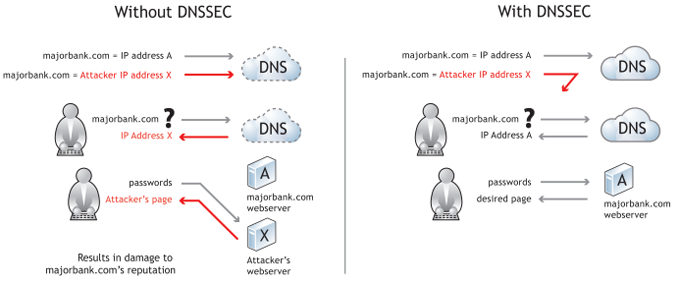 Without DNSSEC
majorbank.com = IP address A
DNS
majorbank.com = Attacker IP address X
majorbank.com ?
DNS
IP Address X
A
passwords
majorbank.com
webserver
Attacker's page
X
Results in damage to
majorbank.com's reputation
Attacker's
webserver
With DNSSEC
majorbank.com = IP address A
DNS
majorbank.com = Attacker IP address X
majorbank.com ?
DNS
IP Address A
passwords
A
desired page
majorbank.com
webserver